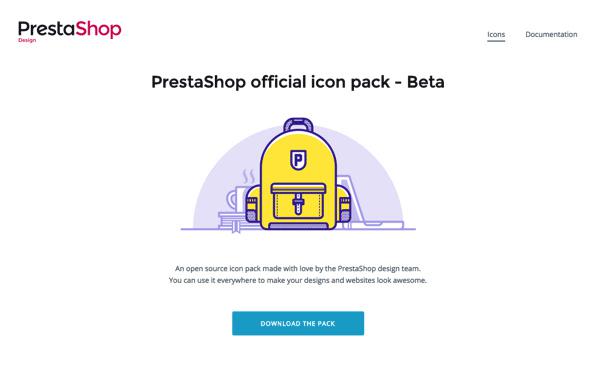 PrestaShop
Design
Icons Documentation
PrestaShop official icon pack - Beta
P
An open source icon pack made with love by the PrestaShop design team.
You can use it everywhere to make your designs and websites look awesome.
DOWNLOAD THE PACK